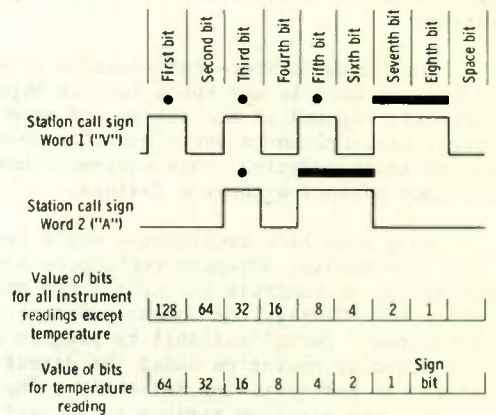 First bit
Second bit
Third bit
Fourth bit
Fifth bit
Sixth bit
Seventh bit
Eighth bit
Space bit
Station call sign
Word 1 ("V")
Station call sign
Word 2 ("A")
Value of bits
for all instrument
readings except
temperature
128 64 32 16 8 4 2 1
Value of bits
for temperature
reading
Sign
64 32 16 8 4 2 1 bit